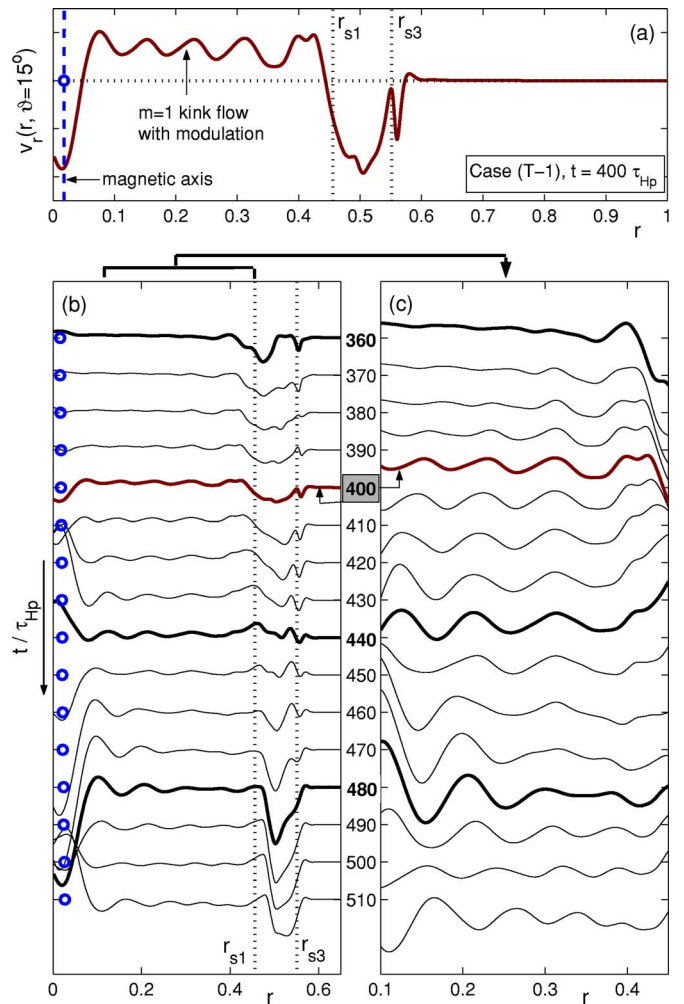 r_s1 r_s3
(a)
v_r(r, ϑ=15°)
m=1 kink flow
with modulation
magnetic axis
Case (T−1), t = 400 τ_Hp
0 0.1 0.2 0.3 0.4 0.5 0.6 0.7 0.8 0.9 1
r
(b) (c)
360
370
380
390
400
410
420
430
440
450
460
470
480
490
500
510
t / τ_Hp
r_s1 r_s3
0 0.2 0.4 0.6 0.1 0.2 0.3 0.4
r r